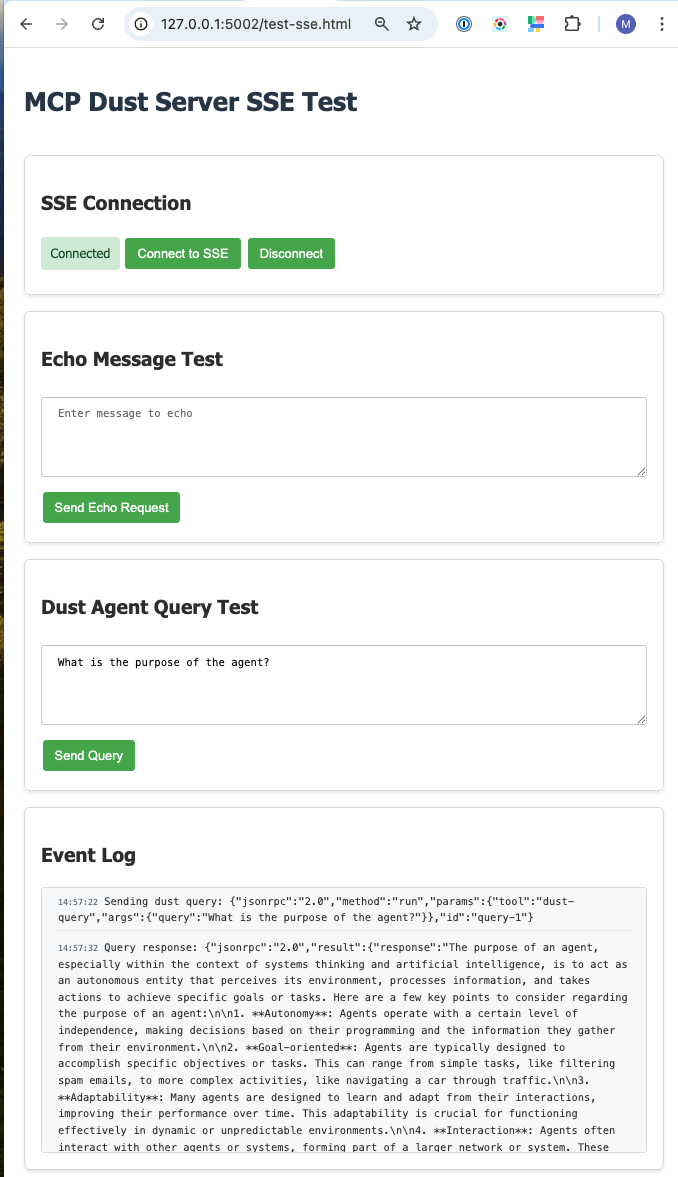 127.0.0.1:5002/test-sse.html
M
MCP Dust Server SSE Test
SSE Connection
Connected
Connect to SSE
Disconnect
Echo Message Test
Enter message to echo
Send Echo Request
Dust Agent Query Test
What is the purpose of the agent?
Send Query
Event Log
14:57:22 Sending dust query: {"jsonrpc":"2.0","method":"run","params":{"tool":"dust-
query","args":{"query":"What is the purpose of the agent?"}},"id":"query-1"}
14:57:32 Query response: {"jsonrpc":"2.0","result":{"response":"The purpose of an agent,
especially within the context of systems thinking and artificial intelligence, is to act as
an autonomous entity that perceives its environment, processes information, and takes
actions to achieve specific goals or tasks. Here are a few key points to consider regarding
the purpose of an agent:\n\n1. **Autonomy**: Agents operate with a certain level of
independence, making decisions based on their programming and the information they gather
from their environment.\n\n2. **Goal-oriented**: Agents are typically designed to
accomplish specific objectives or tasks. This can range from simple tasks, like filtering
spam emails, to more complex activities, like navigating a car through traffic.\n\n3.
**Adaptability**: Many agents are designed to learn and adapt from their interactions,
improving their performance over time. This adaptability is crucial for functioning
effectively in dynamic or unpredictable environments.\n\n4. **Interaction**: Agents often
interact with other agents or systems, forming part of a larger network or system. These